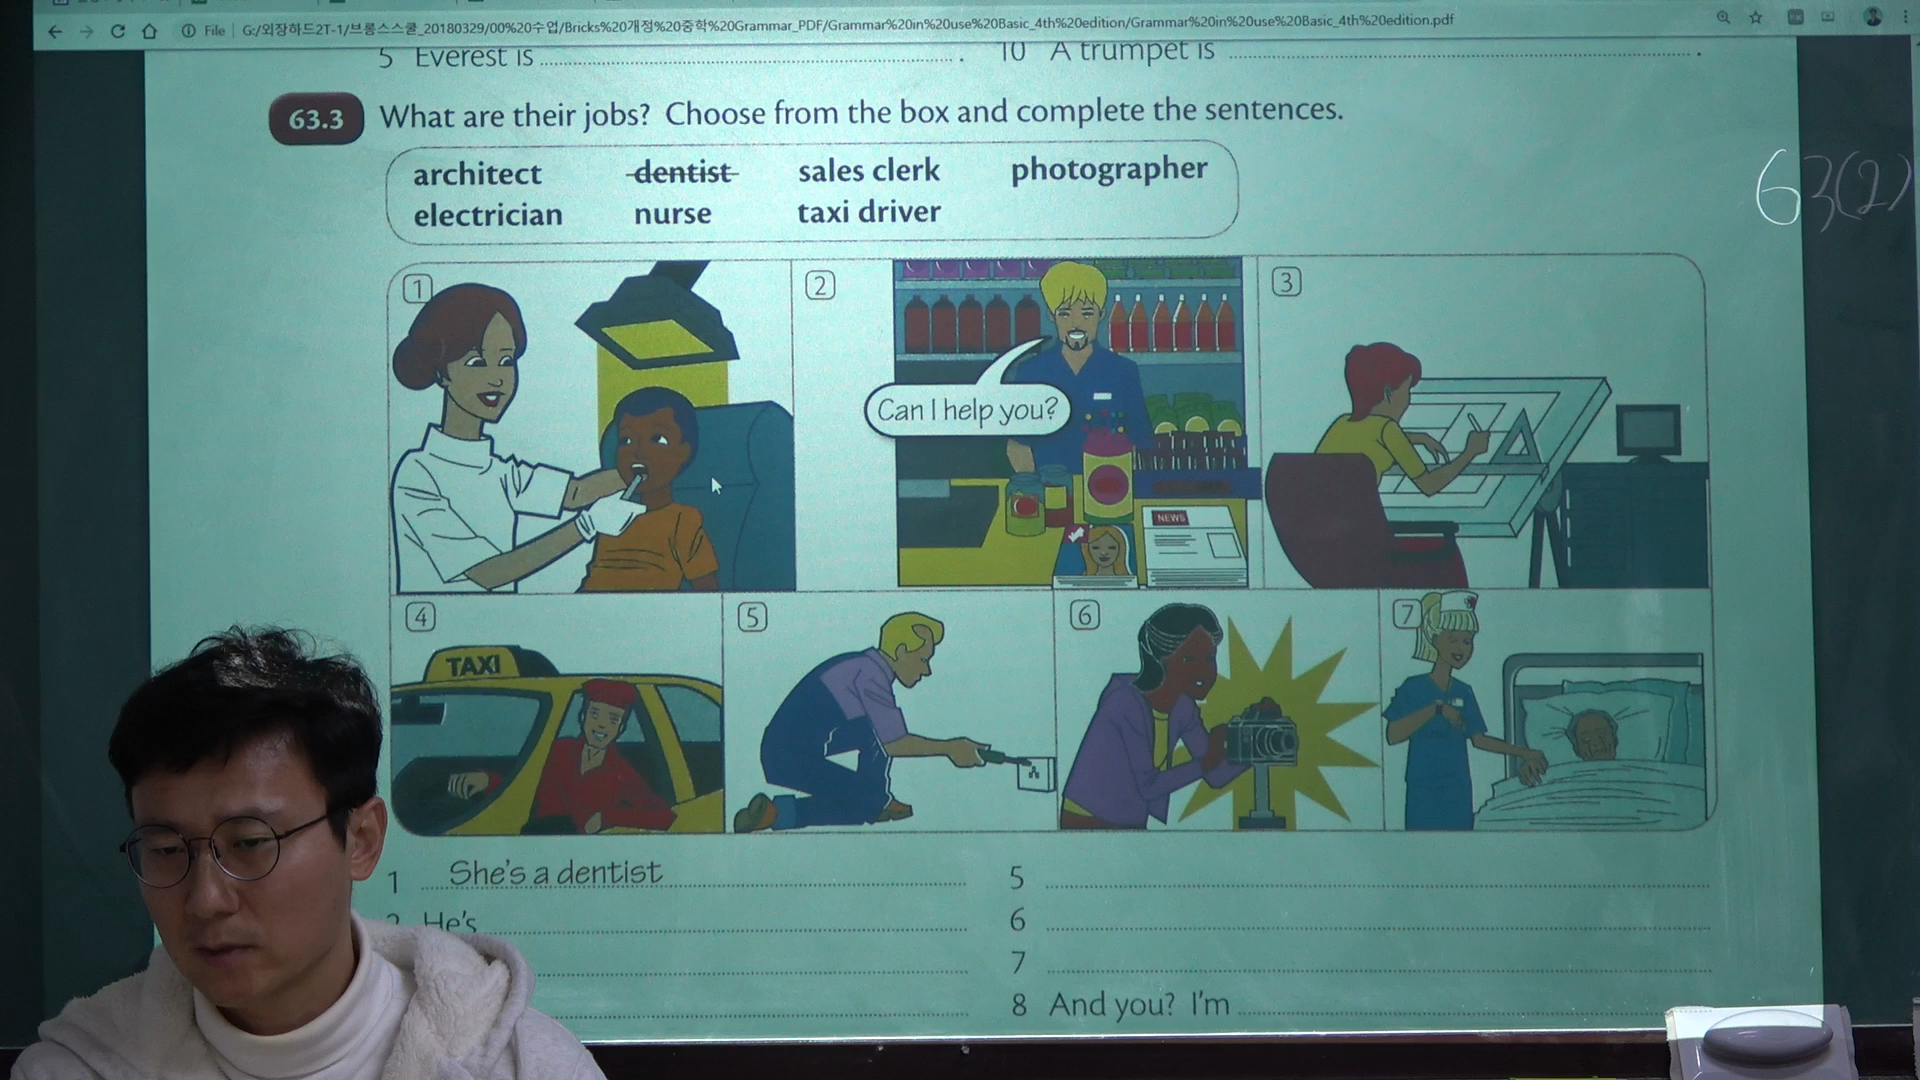 File G:/외장하드2T-1/브롱스스쿨_20180329/00%20수업/Bricks%20개정%20중학%20Grammar_PDF/Grammar%20in%20use%20Basic_4th%20edition/Grammar%20in%20use%20Basic_4th%20edition.pdf
5 Everest is
10 A trumpet is
63.3 What are their jobs? Choose from the box and complete the sentences.
architect dentist sales clerk photographer
electrician nurse taxi driver
63(2)
1
2
3
Can I help you?
NEWS
4
5
6
7
TAXI
1 She's a dentist
5
2 He's
6
7
8 And you? I'm